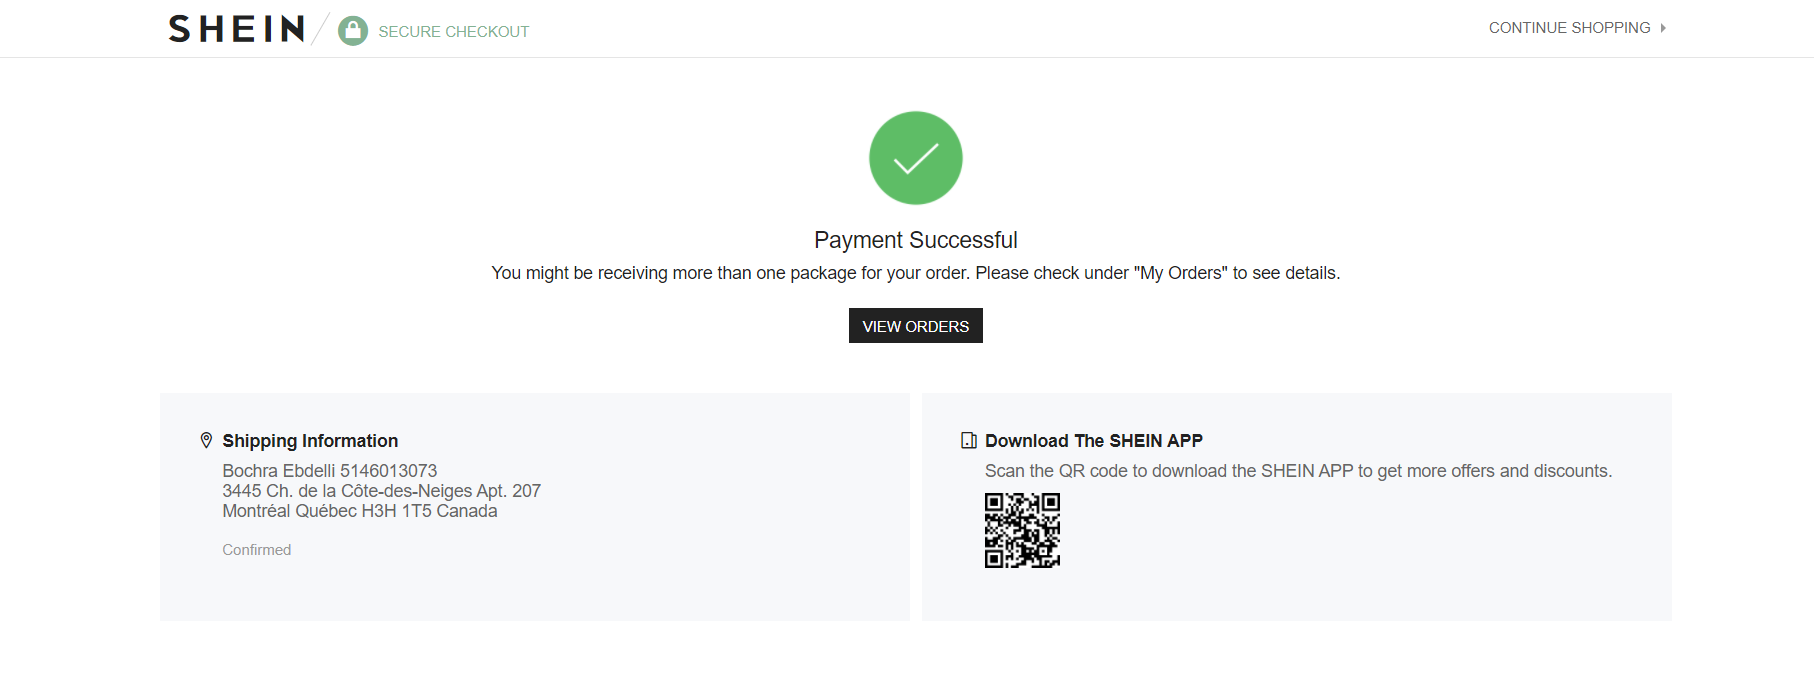 SHEIN
SECURE CHECKOUT
CONTINUE SHOPPING
Payment Successful
You might be receiving more than one package for your order. Please check under "My Orders" to see details.
VIEW ORDERS
Shipping Information
Bochra Ebdelli 5146013073
3445 Ch. de la Côte-des-Neiges Apt. 207
Montréal Québec H3H 1T5 Canada
Confirmed
Download The SHEIN APP
Scan the QR code to download the SHEIN APP to get more offers and discounts.